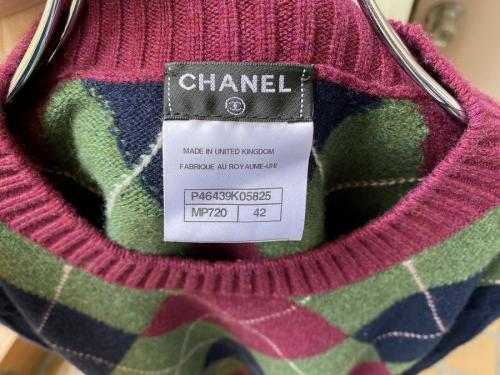 CHANEL
MADE IN UNITED KINGDOM
FABRIQUE AU ROYAUME-UNI
P46439K05825
MP720 42